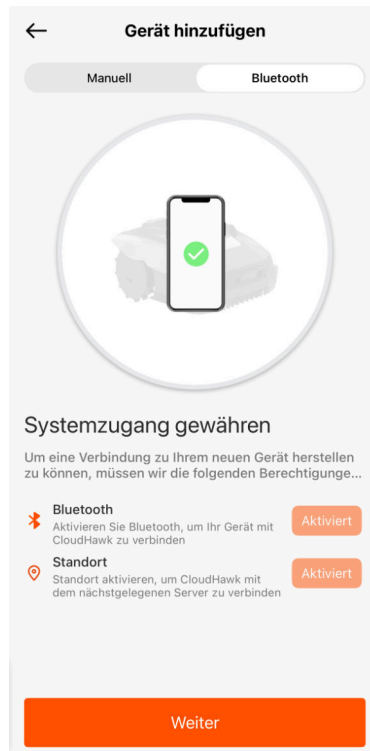 Gerät hinzufügen
Manuell
Bluetooth
Systemzugang gewähren
Um eine Verbindung zu Ihrem neuen Gerät herstellen
zu können, müssen wir die folgenden Berechtigunge...
Bluetooth
Aktivieren Sie Bluetooth, um Ihr Gerät mit
CloudHawk zu verbinden
Aktiviert
Standort
Standort aktivieren, um CloudHawk mit
dem nächstgelegenen Server zu verbinden
Aktiviert
Weiter